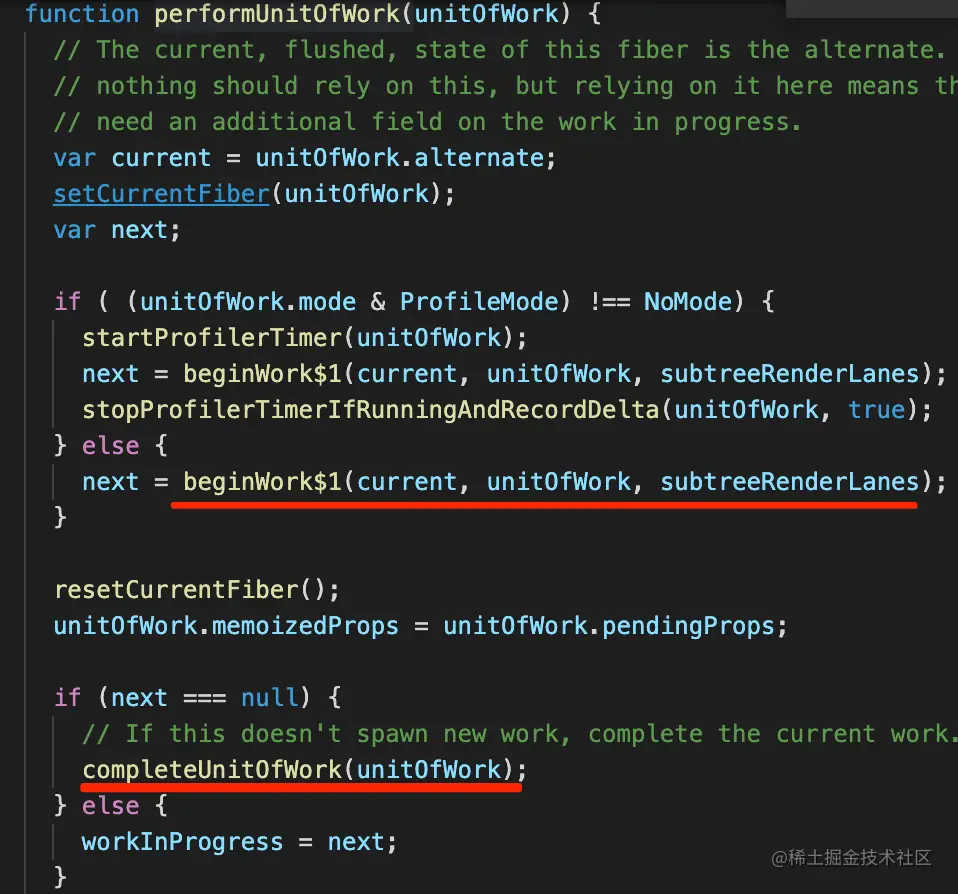 function performUnitOfWork(unitOfWork) {
// The current, flushed, state of this fiber is the alternate.
// nothing should rely on this, but relying on it here means th
// need an additional field on the work in progress.
var current = unitOfWork.alternate;
setCurrentFiber(unitOfWork);
var next;
if ( (unitOfWork.mode & ProfileMode) !== NoMode) {
startProfilerTimer(unitOfWork);
next = beginWork$1(current, unitOfWork, subtreeRenderLanes);
stopProfilerTimerIfRunningAndRecordDelta(unitOfWork, true);
} else {
next = beginWork$1(current, unitOfWork, subtreeRenderLanes);
}
resetCurrentFiber();
unitOfWork.memoizedProps = unitOfWork.pendingProps;
if (next === null) {
// If this doesn't spawn new work, complete the current work.
completeUnitOfWork(unitOfWork);
} else {
workInProgress = next;
}
@稀土掘金技术社区